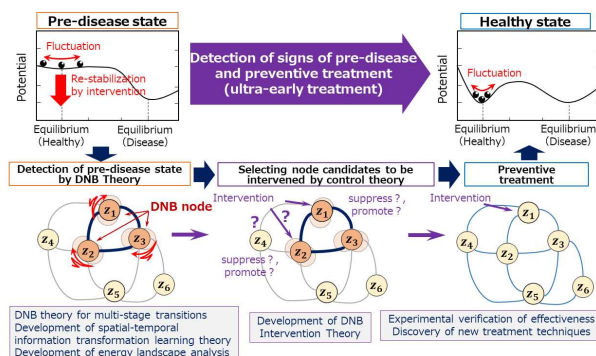 Pre-disease state
Fluctuation
Re-stabilization
by intervention
Potential
Equilibrium
(Healthy)
Equilibrium
(Disease)
Detection of signs of pre-disease
and preventive treatment
(ultra-early treatment)
Healthy state
Fluctuation
Potential
Equilibrium
(Healthy)
Equilibrium
(Disease)
Detection of pre-disease state
by DNB Theory
Selecting node candidates to be
intervened by control theory
Preventive
treatment
DNB node
z1
z2
z3
z4
z5
z6
Intervention
suppress ? ,
promote ?
?
?
suppress ? ,
promote ?
z1
z2
z3
z4
z5
z6
Intervention
z1
z2
z3
z4
z5
z6
DNB theory for multi-stage transitions
Development of spatial-temporal
information transformation learning theory
Development of energy landscape analysis
Development of DNB
Intervention Theory
Experimental verification of effectiveness
Discovery of new treatment techniques